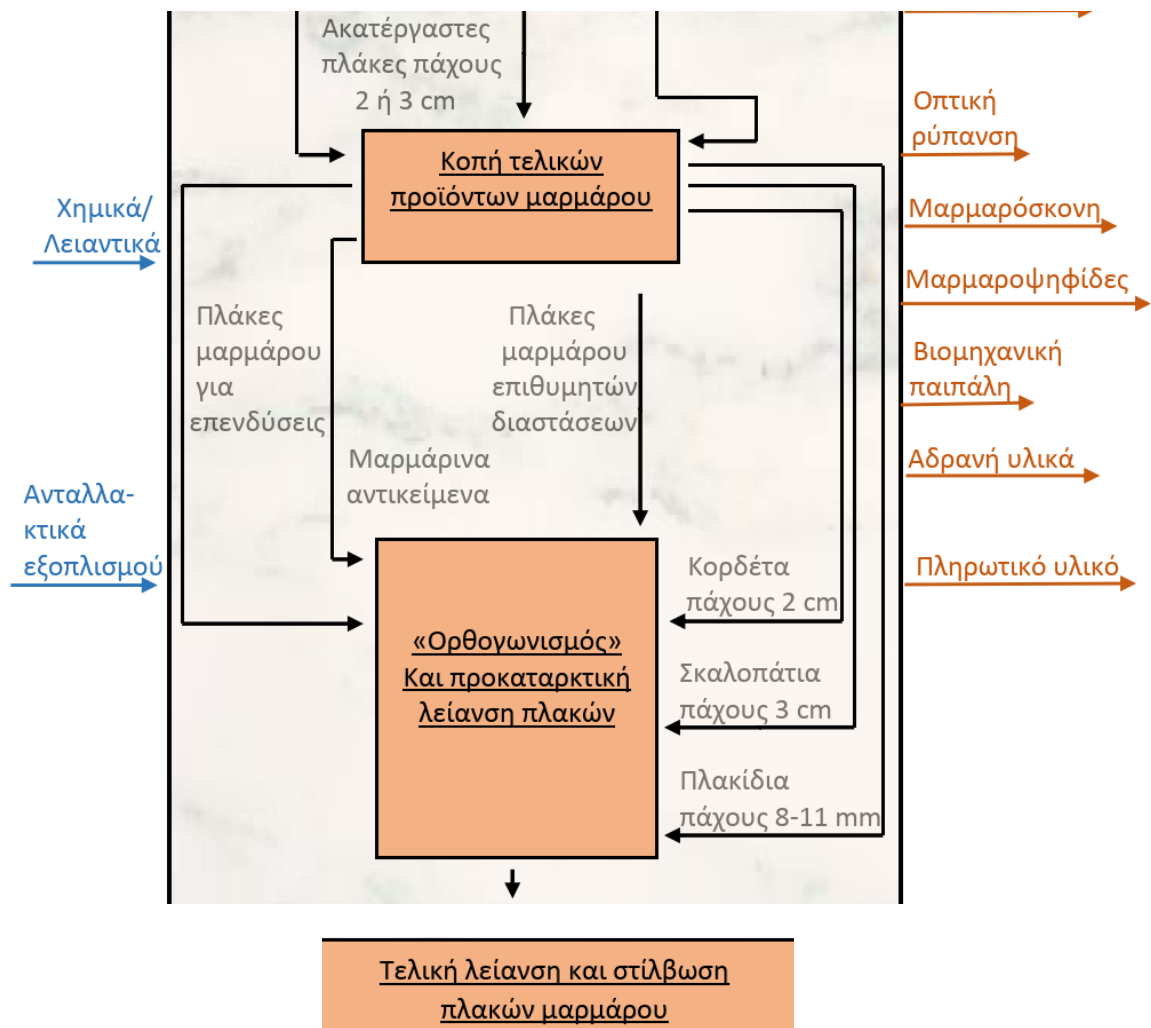 Ακατέργαστες
πλάκες πάχους
2 ή 3 cm
Οπτική
ρύπανση
Κοπή τελικών
προϊόντων μαρμάρου
Χημικά/
Λειαντικά
Μαρμαρόσκονη
Μαρμαροψηφίδες
Πλάκες
μαρμάρου
για
επενδύσεις
Πλάκες
μαρμάρου
επιθυμητών
διαστάσεων
Βιομηχανική
παιπάλη
Μαρμάρινα
αντικείμενα
Αδρανή υλικά
Ανταλλα-
κτικά
εξοπλισμού
Κορδέτα
πάχους 2 cm
Πληρωτικό υλικό
«Ορθογωνισμός»
Και προκαταρκτική
λείανση πλακών
Σκαλοπάτια
πάχους 3 cm
Πλακίδια
πάχους 8-11 mm
Τελική λείανση και στίλβωση
πλακών μαρμάρου